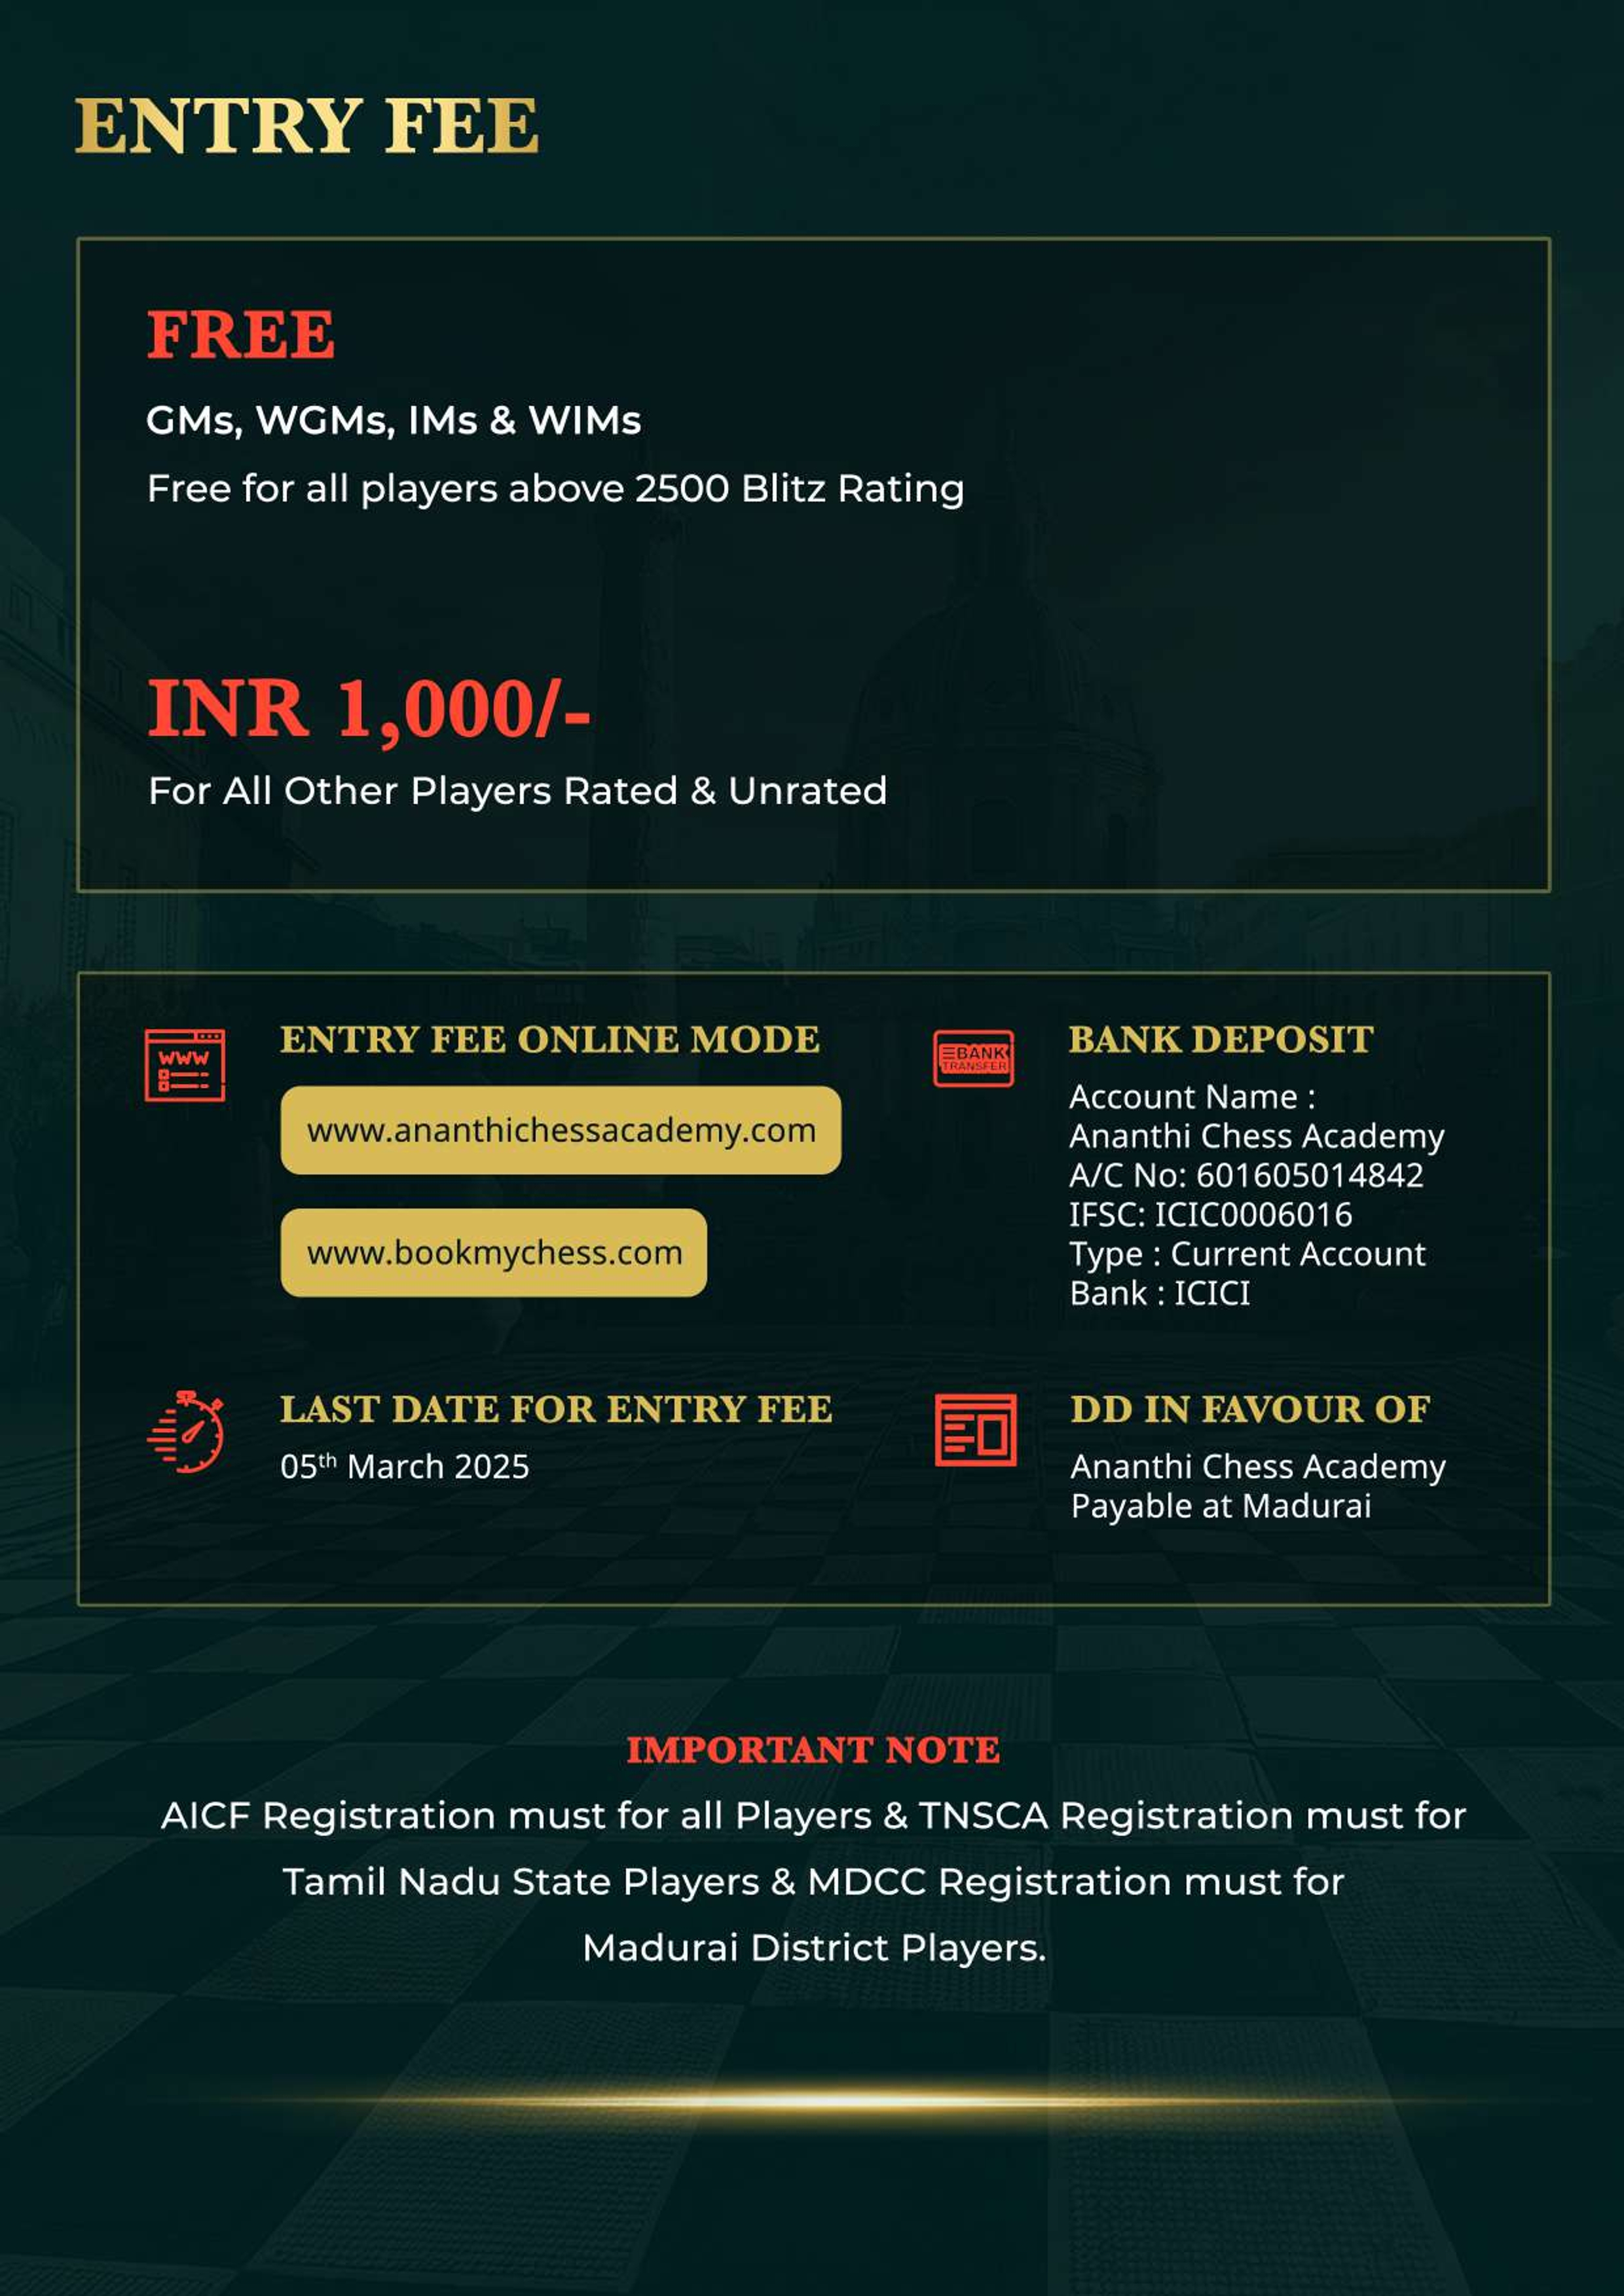 ENTRY FEE
FREE
GMs, WGMs, IMs & WIMs
Free for all players above 2500 Blitz Rating
INR 1,000/-
For All Other Players Rated & Unrated
WWW
ENTRY FEE ONLINE MODE
www.ananthichessacademy.com
www.bookmychess.com
BANK
TRANSFER
BANK DEPOSIT
Account Name :
Ananthi Chess Academy
A/C No: 601605014842
IFSC: ICIC0006016
Type : Current Account
Bank : ICICI
LAST DATE FOR ENTRY FEE
05th March 2025
DD IN FAVOUR OF
Ananthi Chess Academy
Payable at Madurai
IMPORTANT NOTE
AICF Registration must for all Players & TNSCA Registration must for
Tamil Nadu State Players & MDCC Registration must for
Madurai District Players.